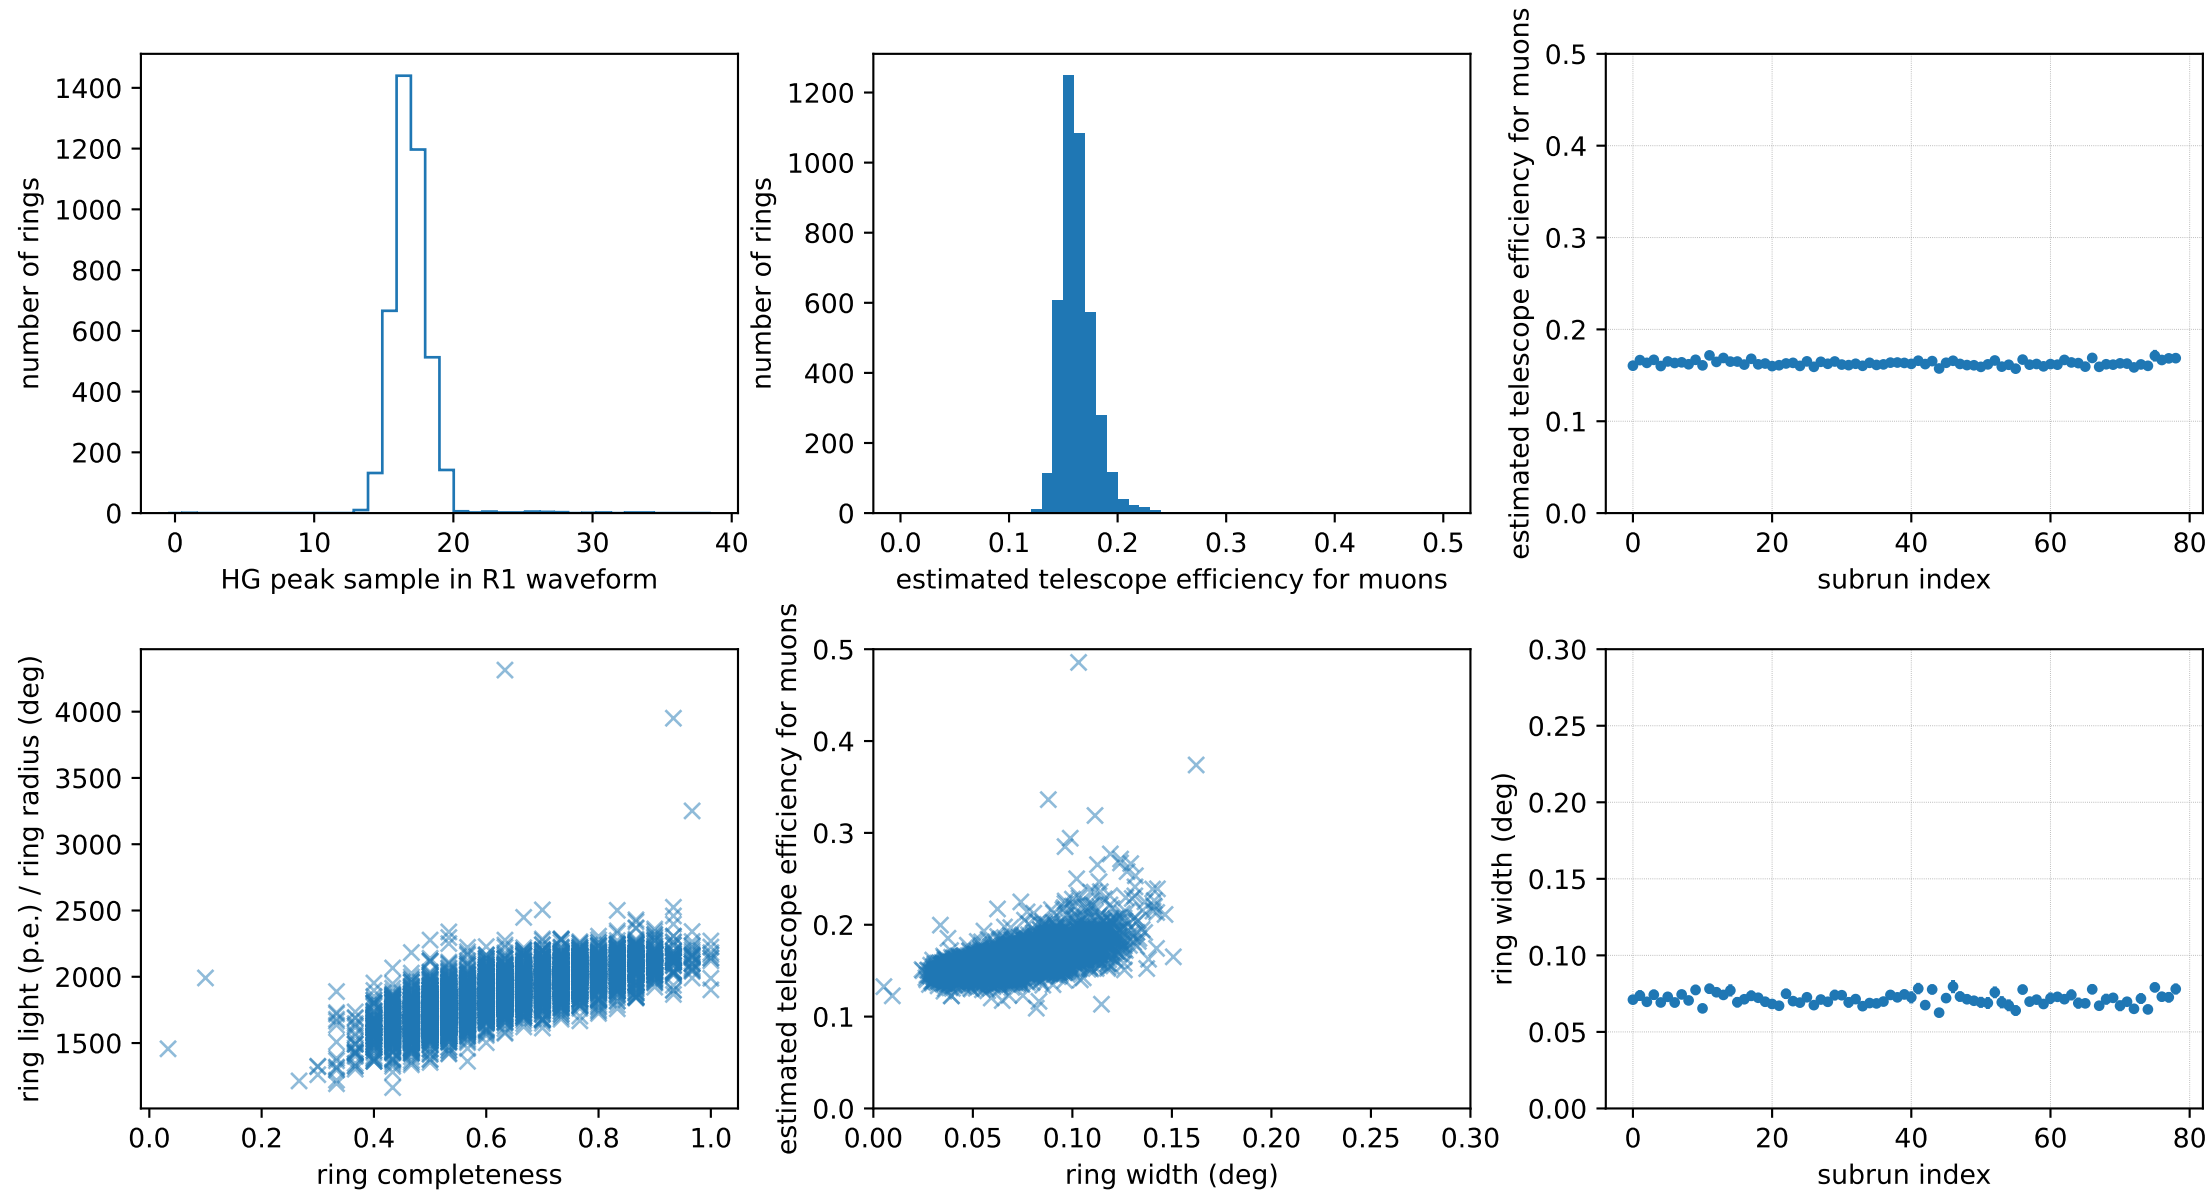 number of rings
1400
1200
1000
800
600
400
200
0
0 10 20 30 40
HG peak sample in R1 waveform
number of rings
1200
1000
800
600
400
200
0
0.0 0.1 0.2 0.3 0.4 0.5
estimated telescope efficiency for muons
estimated telescope efficiency for muons
0.5
0.4
0.3
0.2
0.1
0.0
0 20 40 60 80
subrun index
ring light (p.e.) / ring radius (deg)
4000
3500
3000
2500
2000
1500
0.0 0.2 0.4 0.6 0.8 1.0
ring completeness
estimated telescope efficiency for muons
0.5
0.4
0.3
0.2
0.1
0.0
0.00 0.05 0.10 0.15 0.20 0.25 0.30
ring width (deg)
ring width (deg)
0.30
0.25
0.20
0.15
0.10
0.05
0.00
0 20 40 60 80
subrun index